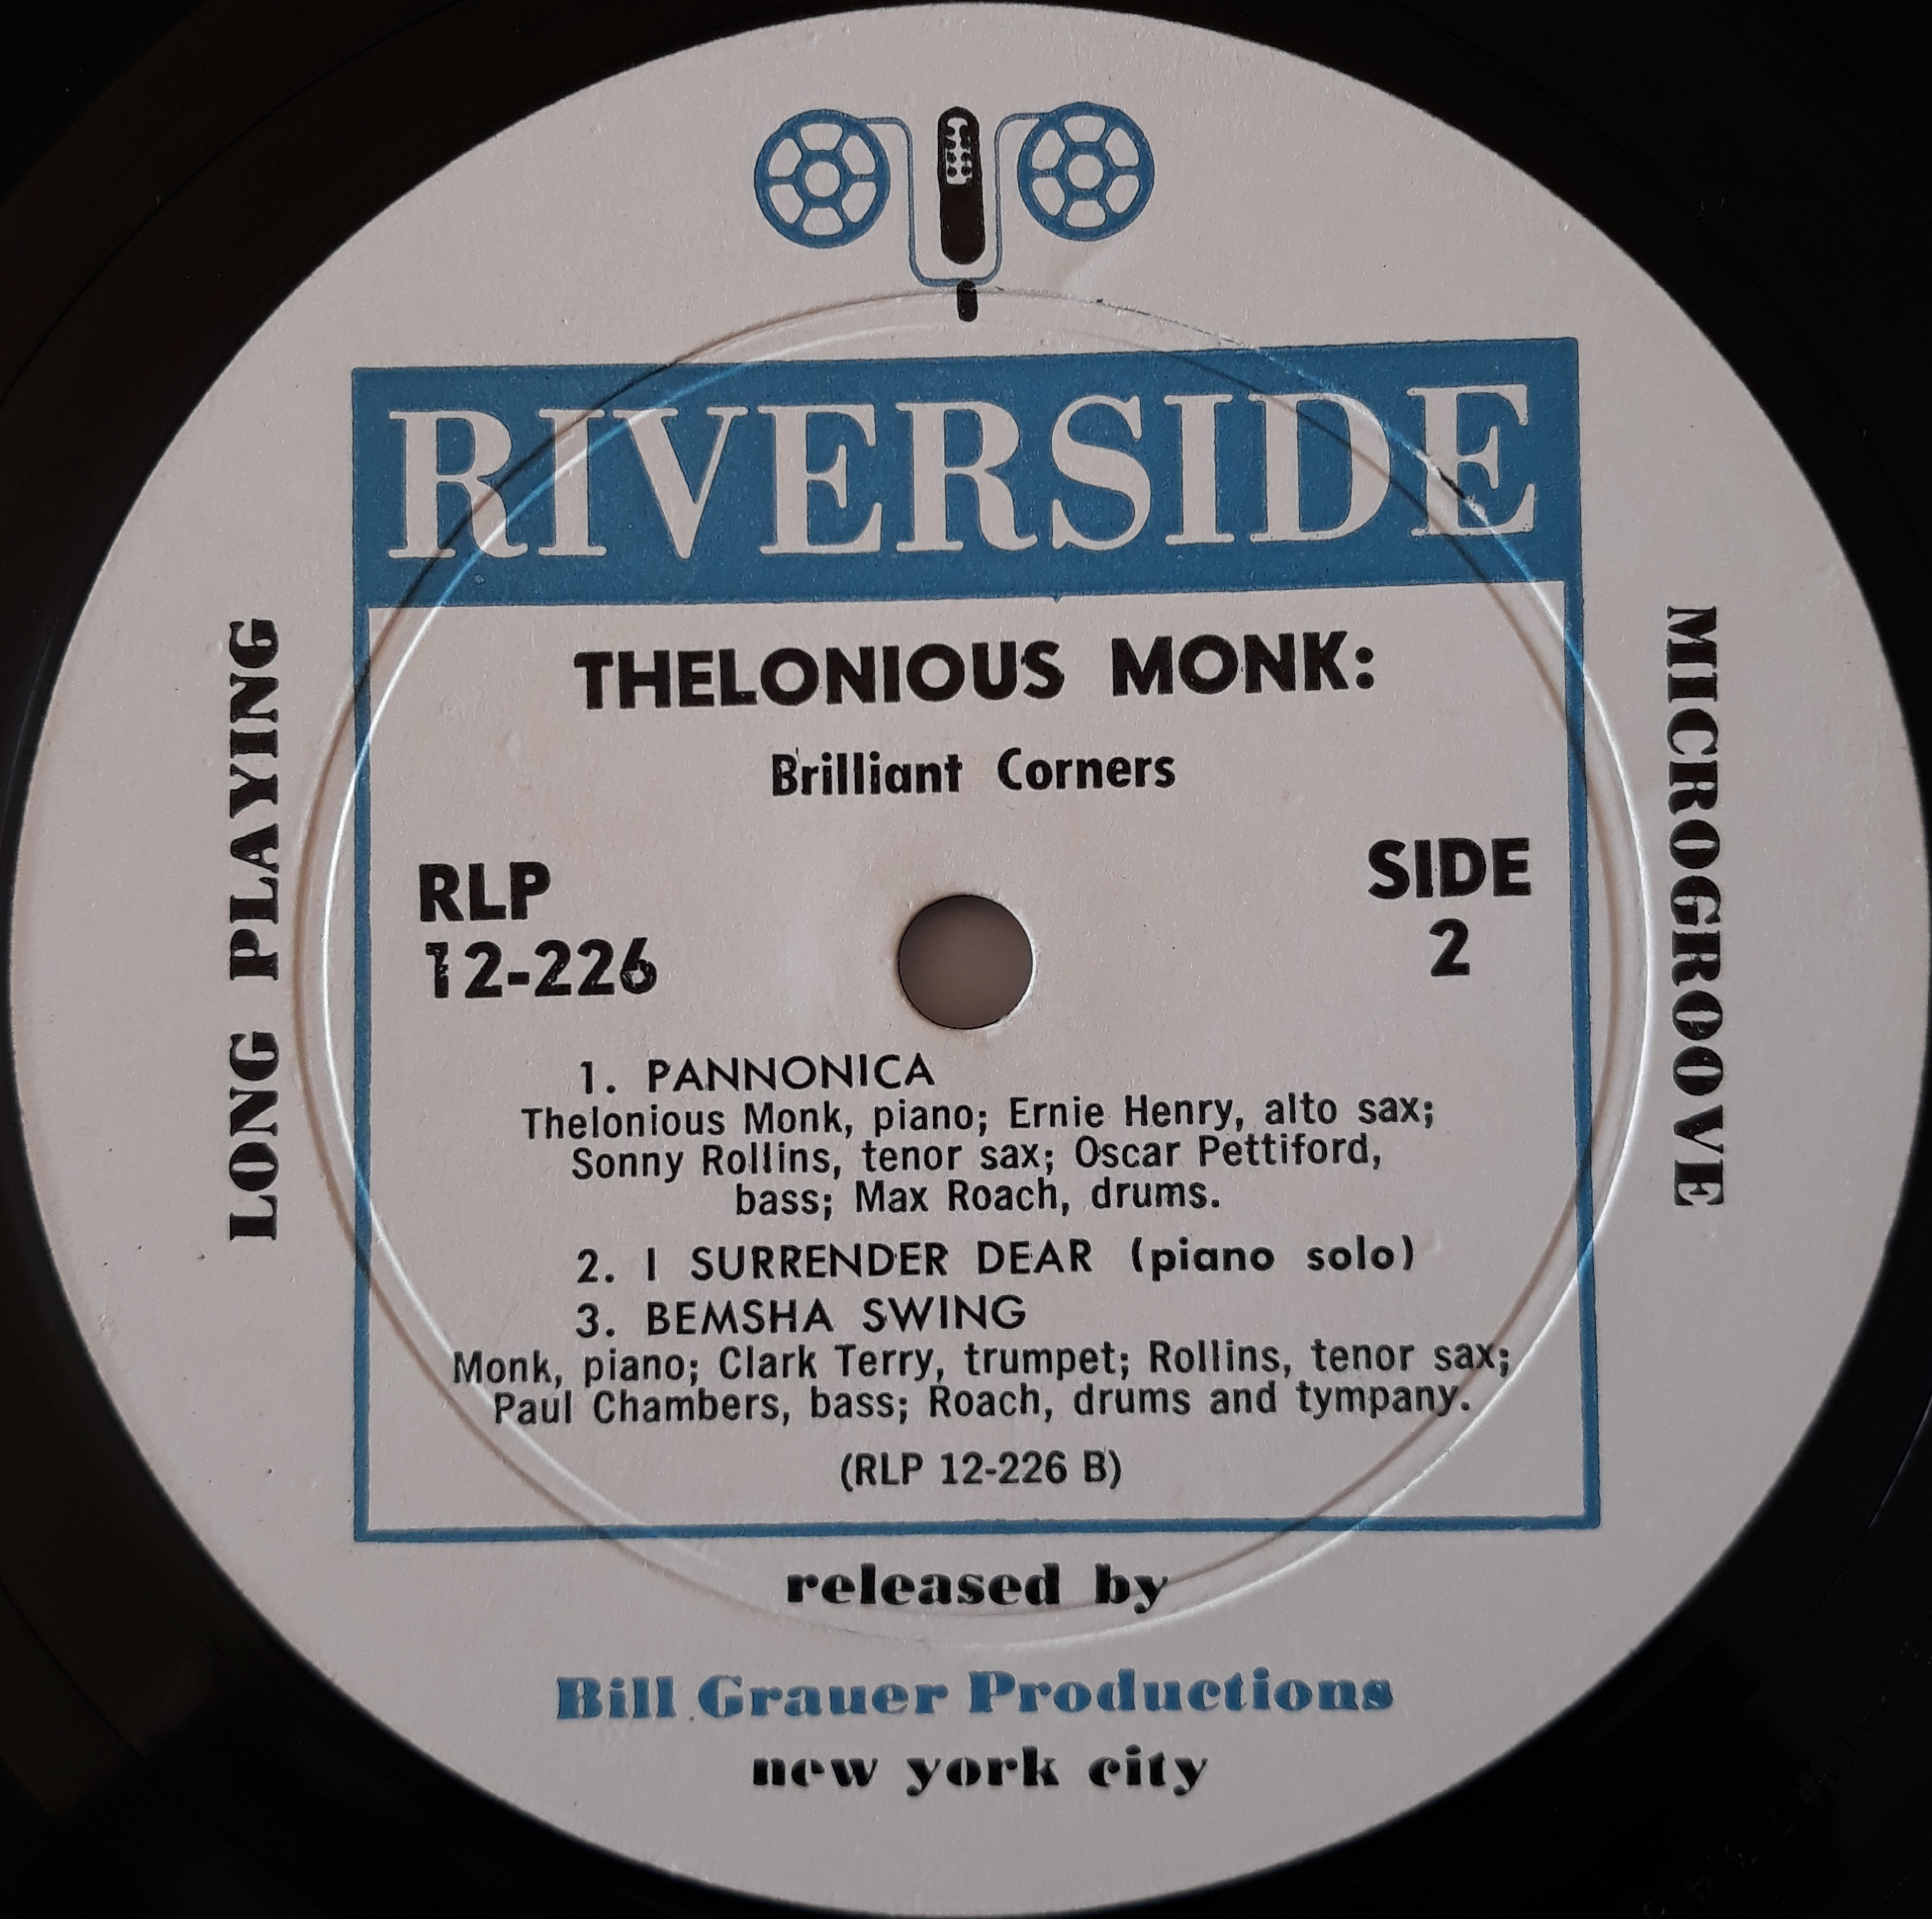 RIVERSIDE
LONG PLAYING
MICROGROOVE
THELONIOUS MONK:
Brilliant Corners
RLP
12-226
SIDE
2
1. PANNONICA
Thelonious Monk, piano; Ernie Henry, alto sax;
Sonny Rollins, tenor sax; Oscar Pettiford,
bass; Max Roach, drums.
2. I SURRENDER DEAR (piano solo)
3. BEMSHA SWING
Monk, piano; Clark Terry, trumpet; Rollins, tenor sax;
Paul Chambers, bass; Roach, drums and tympany.
(RLP 12-226 B)
released by
Bill Grauer Productions
new york city